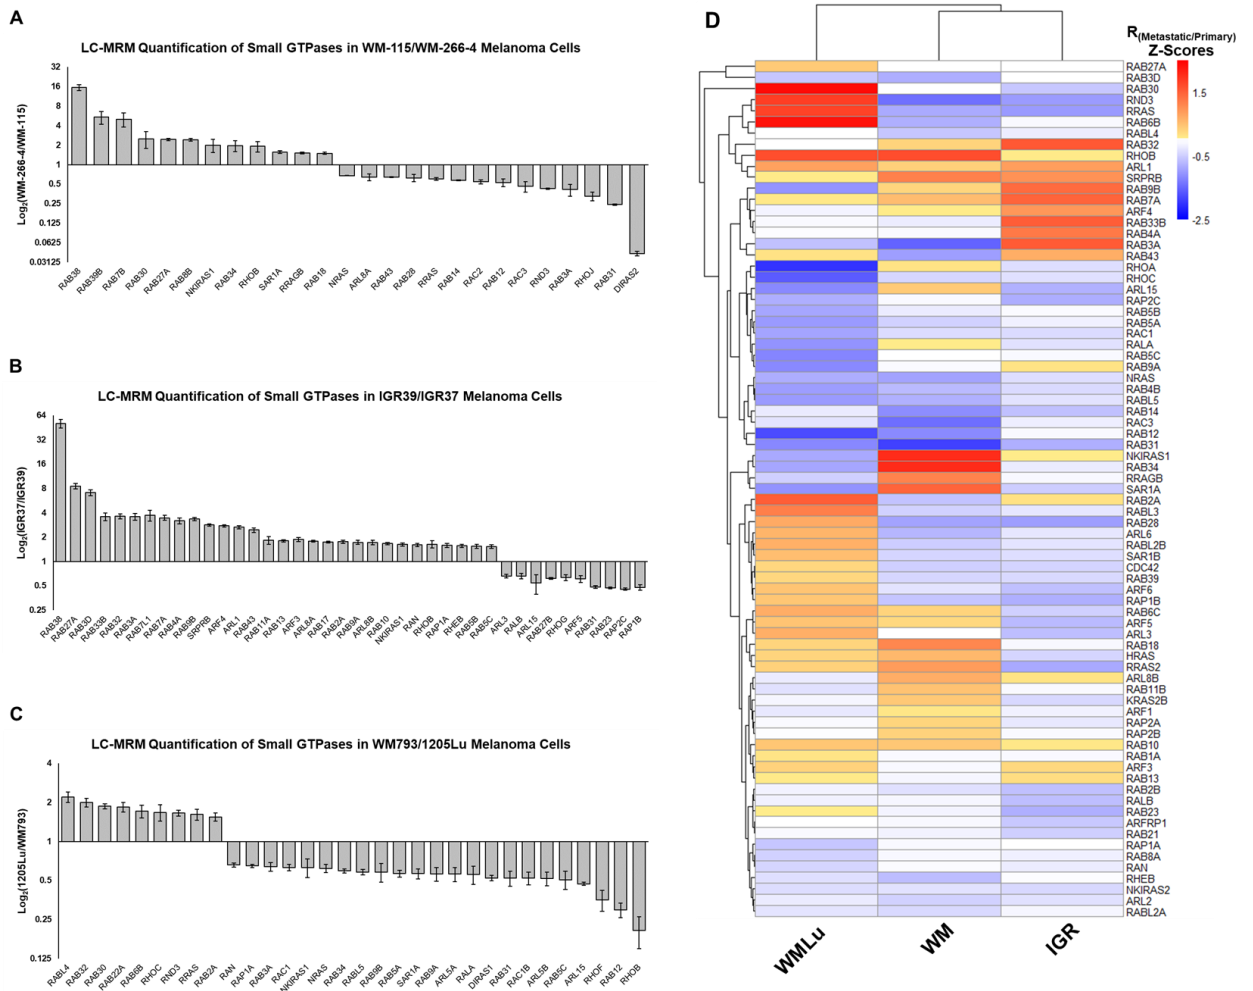 A
LC-MRM Quantification of Small GTPases in WM-115/WM-266-4 Melanoma Cells
Log2(WM-266-4/WM-115)
32
16
8
4
2
1
0.5
0.25
0.125
0.0625
0.03125
RAB38
RAB39B
RAB7B
RAB30
RAB27A
RAB8B
NKIRAS1
RAB34
RHOB
SAR1A
RRAGB
RAB18
NRAS
ARL8A
RAB43
RAB28
RRAS
RAB14
RAC2
RAB12
RAC3
RND3
RAB3A
RHOJ
RAB31
DIRAS2
B
LC-MRM Quantification of Small GTPases in IGR39/IGR37 Melanoma Cells
Log2(IGR37/IGR39)
64
32
16
8
4
2
1
0.5
0.25
RAB38
RAB27A
RAB3D
RAB33B
RAB32
RAB3A
RAB7L1
RAB7A
RAB4A
RAB9B
SRPRB
ARF4
ARL1
RAB43
RAB11A
RAB13
ARF3
ARL8A
RAB17
RAB2A
RAB9A
ARL8B
RAB10
NKIRAS1
RAN
RHOB
RAP1A
RHEB
RAB5B
RAB5C
ARL3
RALB
ARL15
RAB27B
RHOG
ARF5
RAB31
RAB23
RAP2C
RAP1B
C
LC-MRM Quantification of Small GTPases in WM793/1205Lu Melanoma Cells
Log2(1205Lu/WM793)
4
2
1
0.5
0.25
0.125
RABL4
RAB32
RAB30
RAB22A
RAB6B
RHOC
RND3
RRAS
RAB2A
RAN
RAP1A
RAB3A
RAC1
NKIRAS1
NRAS
RAB34
RABL5
RAB9B
RAB5A
SAR1A
RAB9A
ARL5A
RALA
DIRAS1
RAB31
RAC1B
ARL5B
RAB5C
ARL15
RHOF
RAB12
RHOB
D
R(Metastatic/Primary)
Z-Scores
1.5
-0.5
-2.5
RAB27A
RAB3D
RAB30
RND3
RRAS
RAB6B
RABL4
RAB32
RHOB
ARL1
SRPRB
RAB9B
RAB7A
ARF4
RAB33B
RAB4A
RAB3A
RAB43
RHOA
RHOC
ARL15
RAP2C
RAB5B
RAB5A
RAC1
RALA
RAB5C
RAB9A
NRAS
RAB4B
RABL5
RAB14
RAC3
RAB12
RAB31
NKIRAS1
RAB34
RRAGB
SAR1A
RAB2A
RABL3
RAB28
ARL6
RABL2B
SAR1B
CDC42
RAB39
ARF6
RAP1B
RAB6C
ARF5
ARL3
RAB18
HRAS
RRAS2
ARL8B
RAB11B
KRAS2B
ARF1
RAP2A
RAP2B
RAB10
RAB1A
ARF3
RAB13
RAB2B
RALB
RAB23
ARFRP1
RAB21
RAP1A
RAB8A
RAN
RHEB
NKIRAS2
ARL2
RABL2A
WMLu
WM
IGR